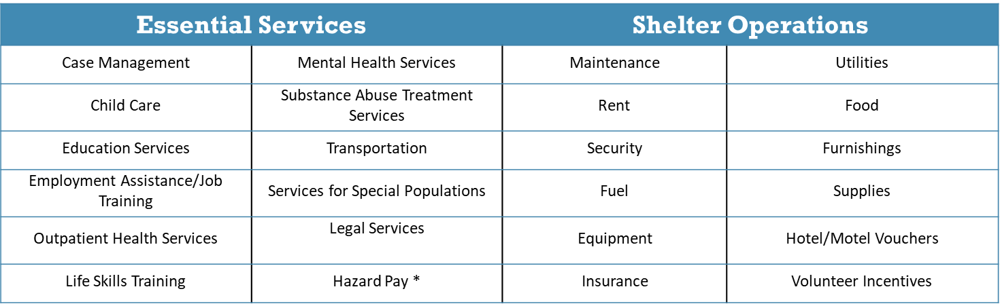 Essential Services
Shelter Operations
Case Management
Mental Health Services
Maintenance
Utilities
Child Care
Substance Abuse Treatment
Services
Rent
Food
Education Services
Transportation
Security
Furnishings
Employment Assistance/Job
Training
Services for Special Populations
Fuel
Supplies
Outpatient Health Services
Legal Services
Equipment
Hotel/Motel Vouchers
Life Skills Training
Hazard Pay *
Insurance
Volunteer Incentives